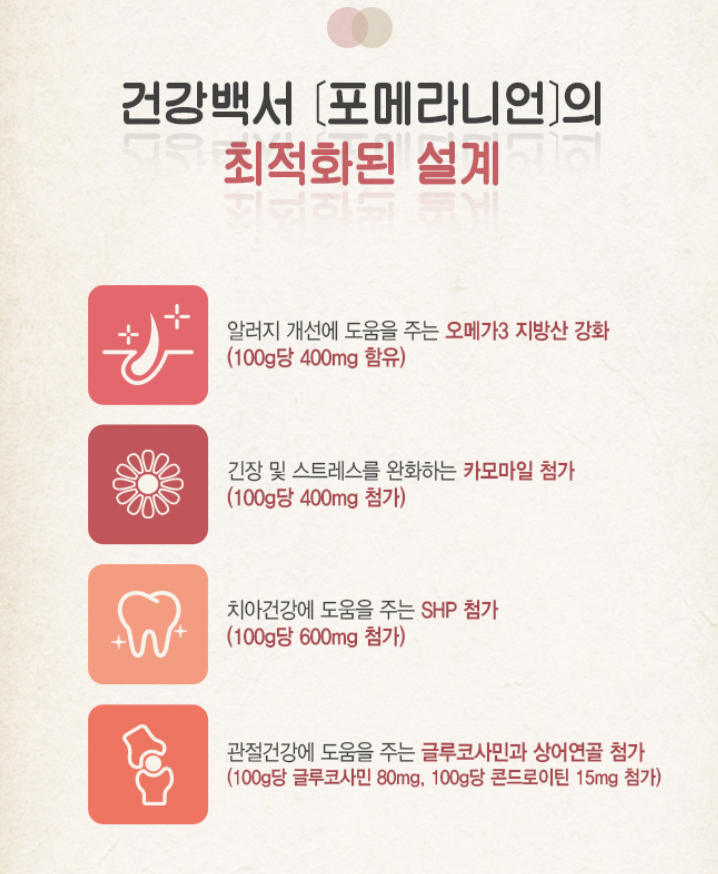 건강백서 [포메라니언]의
최적화된 설계
알러지 개선에 도움을 주는 오메가3 지방산 강화
(100g당 400mg 함유)
긴장 및 스트레스를 완화하는 카모마일 첨가
(100g당 400mg 첨가)
치아건강에 도움을 주는 SHP 첨가
(100g당 600mg 첨가)
관절건강에 도움을 주는 글루코사민과 상어연골 첨가
(100g당 글루코사민 80mg, 100g당 콘드로이틴 15mg 첨가)